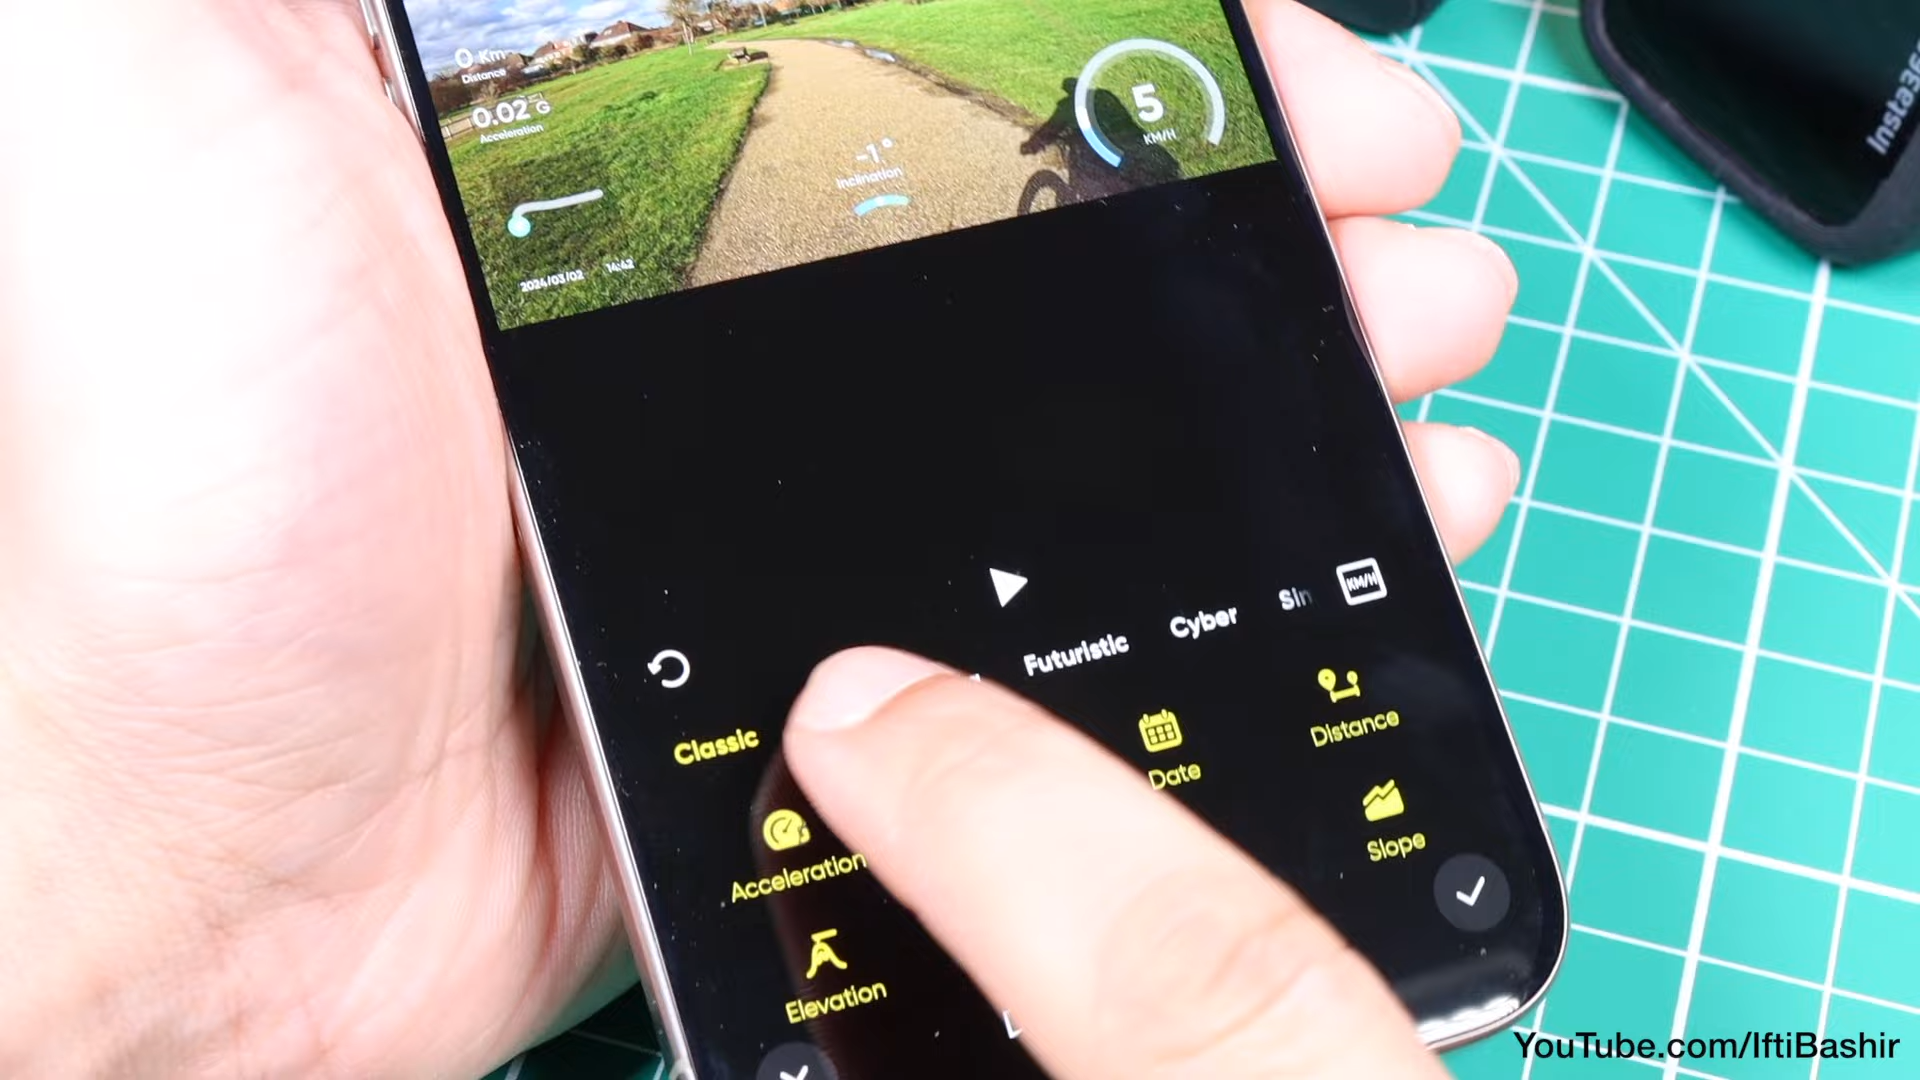 0 Km
Distance
0.02 G
Acceleration
-1°
Inclination
5
KM/H
2024/03/02 14:42
Insta36
KM/H
Classic
Futuristic
Cyber
Sin
Acceleration
Date
Distance
Elevation
Slope
YouTube.com/IftiBashir